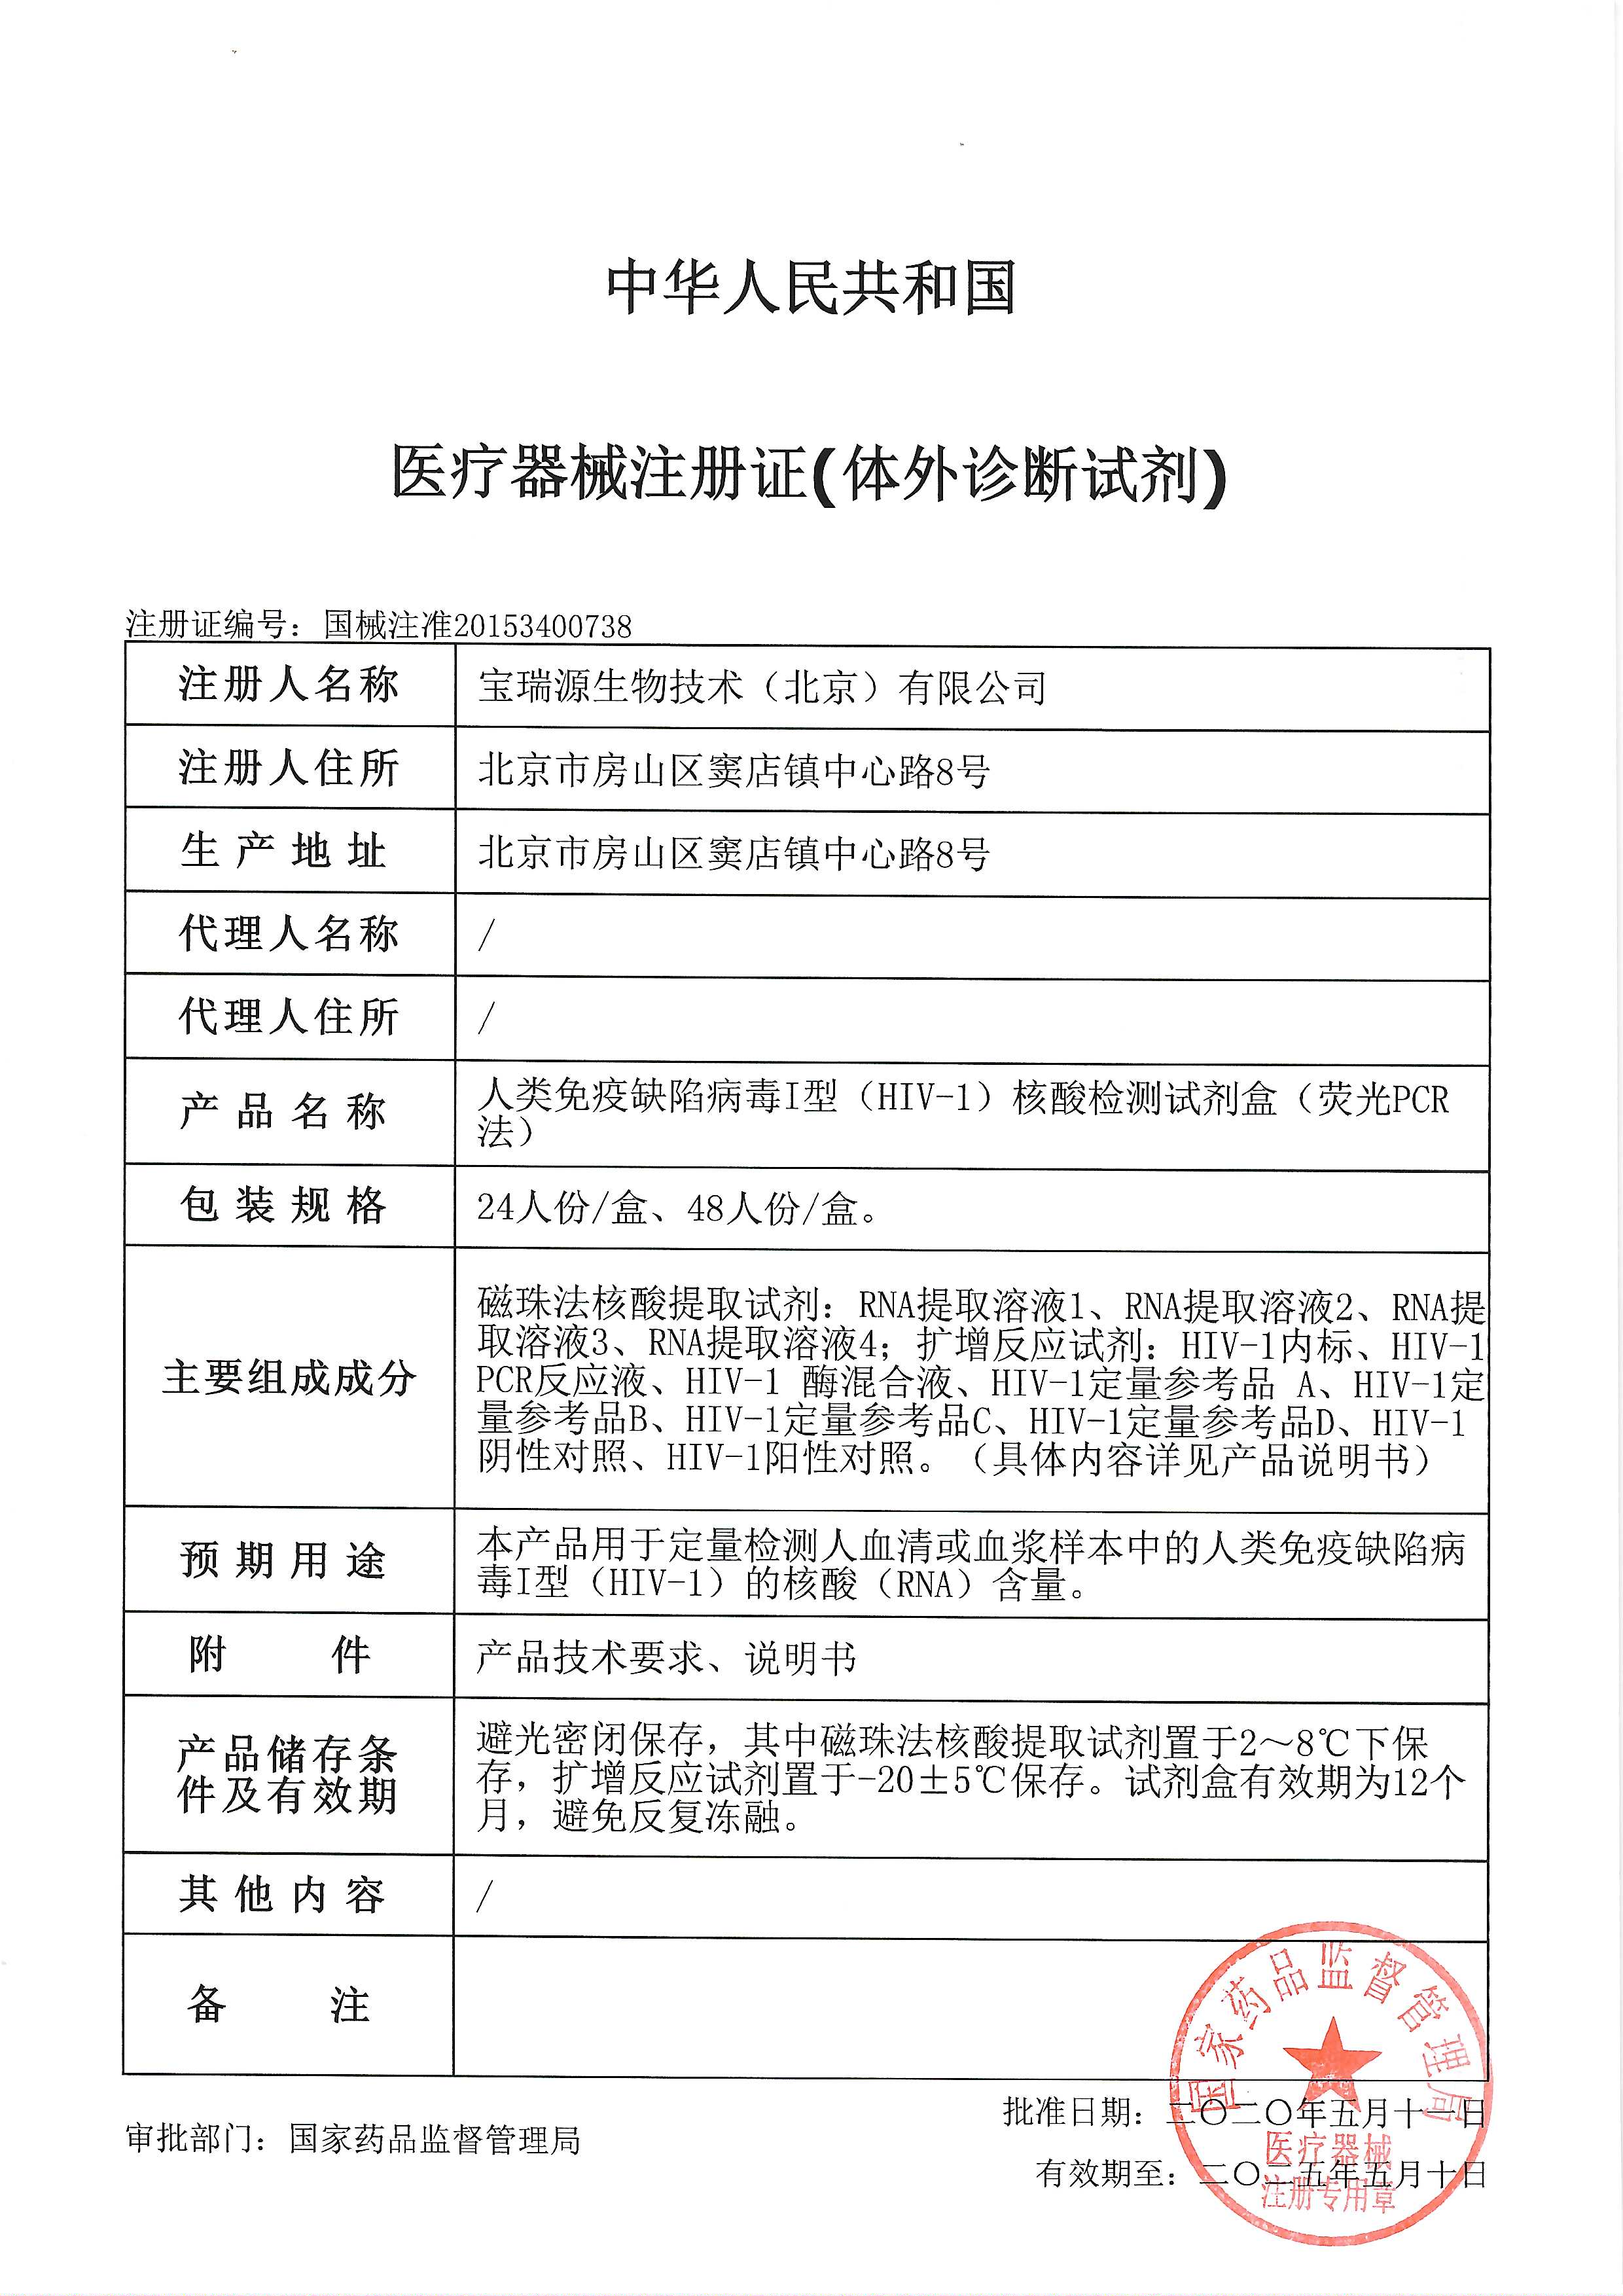 中华人民共和国
医疗器械注册证(体外诊断试剂)
注册证编号：国械注准20153400738
注册人名称
宝瑞源生物技术（北京）有限公司
注册人住所
北京市房山区窦店镇中心路8号
生产地址
北京市房山区窦店镇中心路8号
代理人名称
/
代理人住所
/
产品名称
人类免疫缺陷病毒I型（HIV-1）核酸检测试剂盒（荧光PCR
法）
包装规格
24人份/盒、48人份/盒。
主要组成成分
磁珠法核酸提取试剂：RNA提取溶液1、RNA提取溶液2、RNA提
取溶液3、RNA提取溶液4；扩增反应试剂：HIV-1内标、HIV-1
PCR反应液、HIV-1 酶混合液、HIV-1定量参考品 A、HIV-1定
量参考品B、HIV-1定量参考品C、HIV-1定量参考品D、HIV-1
阴性对照、HIV-1阳性对照。（具体内容详见产品说明书）
预期用途
本产品用于定量检测人血清或血浆样本中的人类免疫缺陷病
毒I型（HIV-1）的核酸（RNA）含量。
附件
产品技术要求、说明书
产品储存条
件及有效期
避光密闭保存，其中磁珠法核酸提取试剂置于2～8℃下保
存，扩增反应试剂置于-20±5℃保存。试剂盒有效期为12个
月，避免反复冻融。
其他内容
/
备注
审批部门：国家药品监督管理局
批准日期：二〇二〇年五月十一日
有效期至：二〇二五年五月十日
国家药品监督管理局
医疗器械
注册专用章